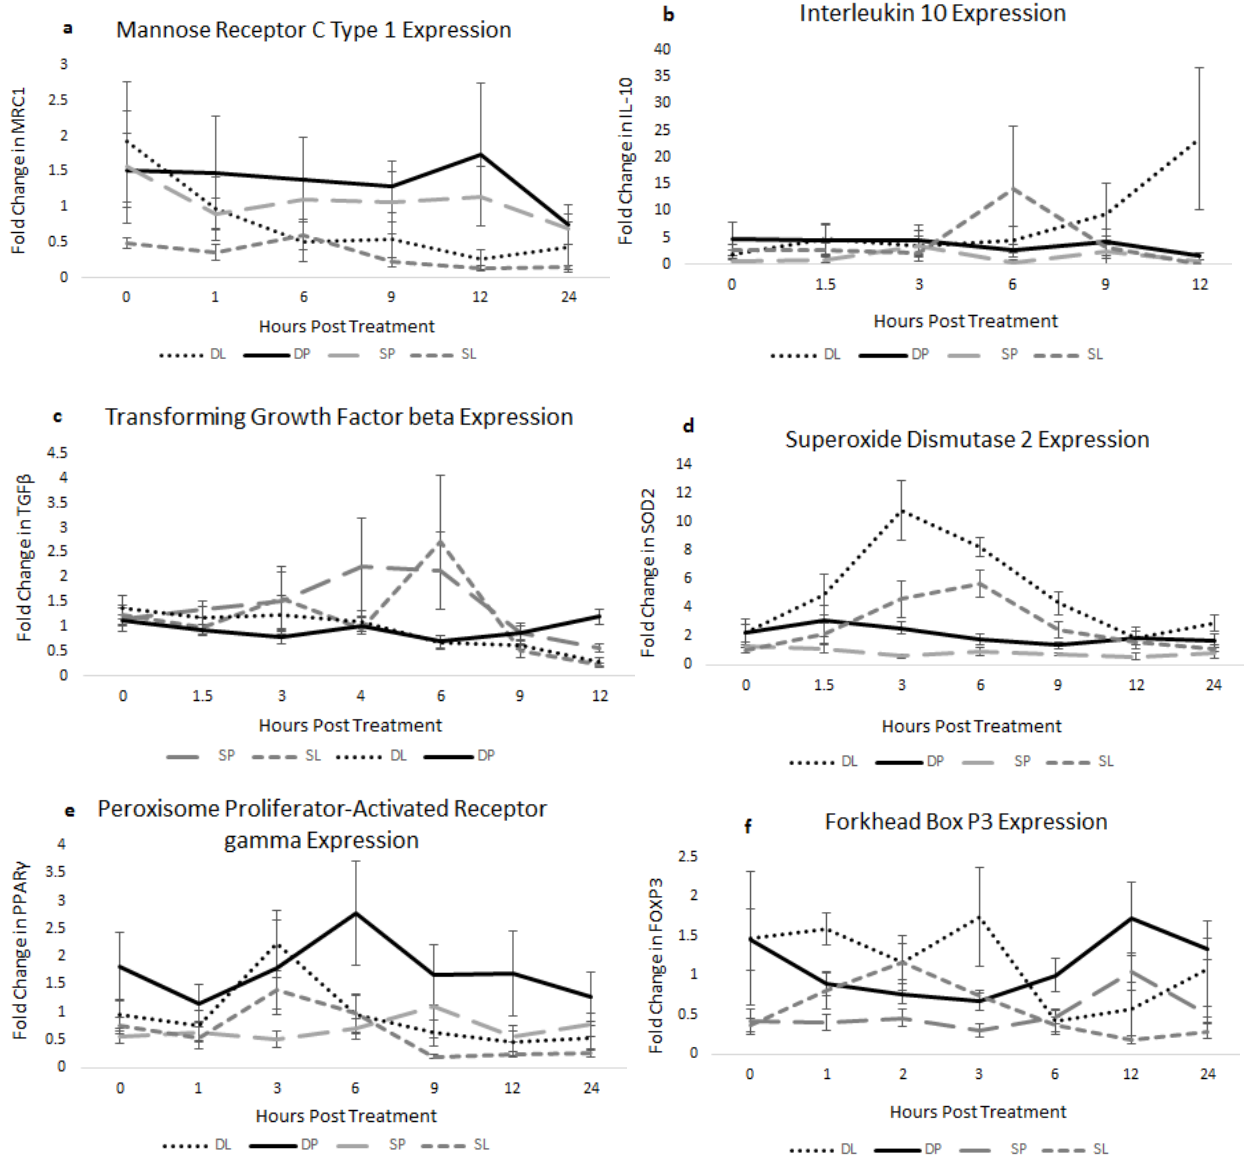 a
Mannose Receptor C Type 1 Expression
Fold Change in MRC1
3
2.5
2
1.5
1
0.5
0
0 1 6 9 12 24
Hours Post Treatment
DL DP SP SL
b
Interleukin 10 Expression
Fold Change in IL-10
40
35
30
25
20
15
10
5
0
0 1.5 3 6 9 12
Hours Post Treatment
DL DP SP SL
c
Transforming Growth Factor beta Expression
Fold Change in TGFβ
4.5
4
3.5
3
2.5
2
1.5
1
0.5
0
0 1.5 3 4 6 9 12
Hours Post Treatment
SP SL DL DP
d
Superoxide Dismutase 2 Expression
Fold Change in SOD2
14
12
10
8
6
4
2
0
0 1.5 3 6 9 12 24
Hours Post Treatment
DL DP SP SL
e
Peroxisome Proliferator-Activated Receptor
gamma Expression
Fold Change in PPARγ
4
3.5
3
2.5
2
1.5
1
0.5
0
0 1 3 6 9 12 24
Hours Post Treatment
DL DP SP SL
f
Forkhead Box P3 Expression
Fold Change in FOXP3
2.5
2
1.5
1
0.5
0
0 1 2 3 6 12 24
Hours Post Treatment
DL DP SP SL